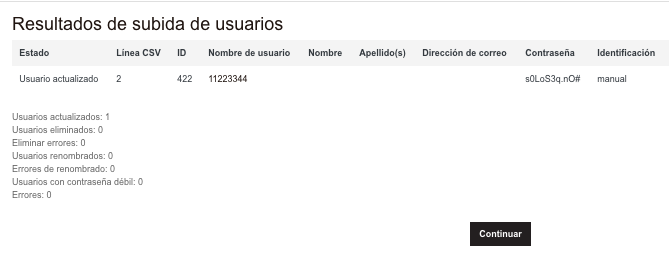 Resultados de subida de usuarios
Estado Línea CSV ID Nombre de usuario Nombre Apellido(s) Dirección de correo Contraseña Identificación
Usuario actualizado 2 422 11223344 s0LoS3q.nO# manual
Usuarios actualizados: 1
Usuarios eliminados: 0
Eliminar errores: 0
Usuarios renombrados: 0
Errores de renombrado: 0
Usuarios con contraseña débil: 0
Errores: 0
Continuar